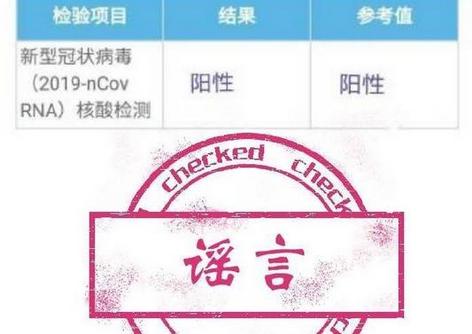 检验项目 结果 参考值
新型冠状病毒
（2019-nCov 阳性 阳性
RNA）核酸检测
checked check
谣言